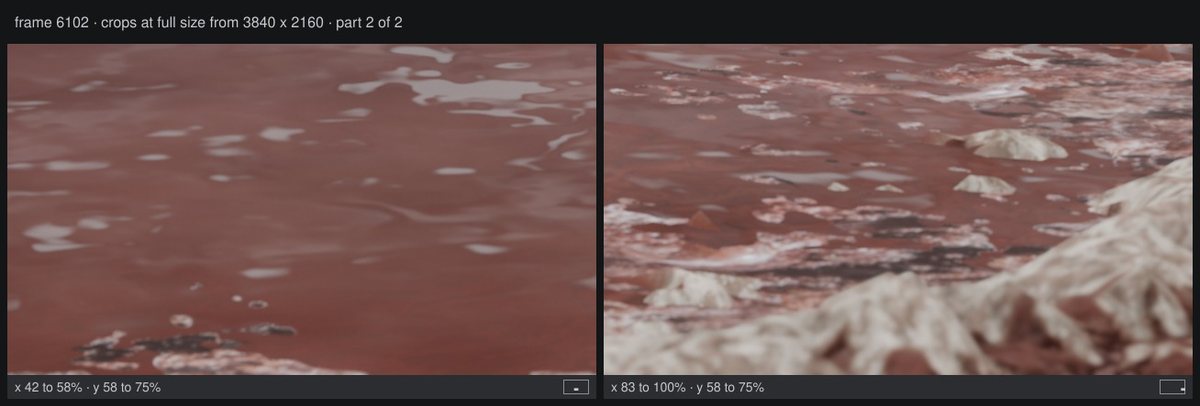 frame 6102 · crops at full size from 3840 x 2160 · part 2 of 2
x 42 to 58% · y 58 to 75%
x 83 to 100% · y 58 to 75%